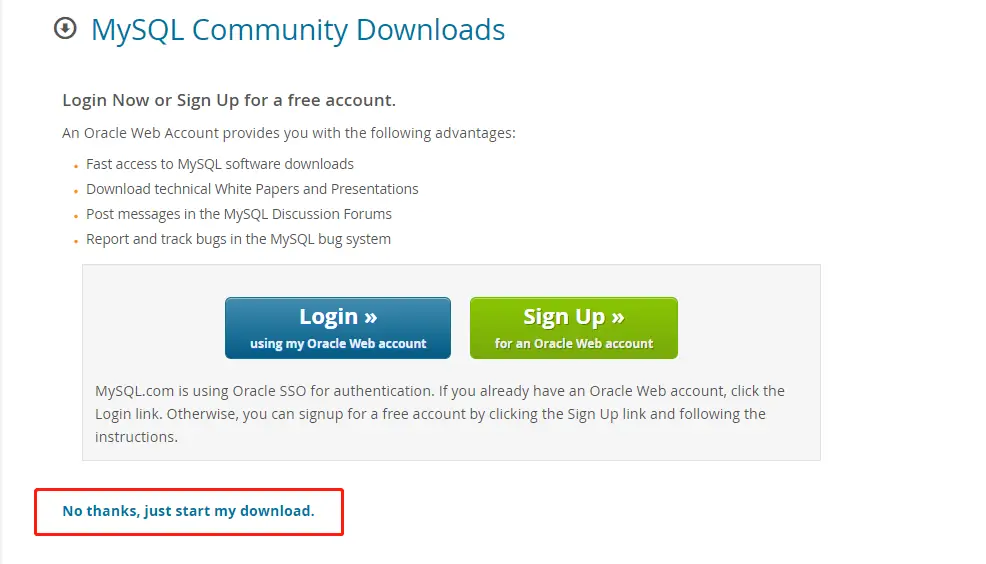 MySQL Community Downloads
Login Now or Sign Up for a free account.
An Oracle Web Account provides you with the following advantages:
Fast access to MySQL software downloads
Download technical White Papers and Presentations
Post messages in the MySQL Discussion Forums
Report and track bugs in the MySQL bug system
Login »
using my Oracle Web account
Sign Up »
for an Oracle Web account
MySQL.com is using Oracle SSO for authentication. If you already have an Oracle Web account, click the
Login link. Otherwise, you can signup for a free account by clicking the Sign Up link and following the
instructions.
No thanks, just start my download.